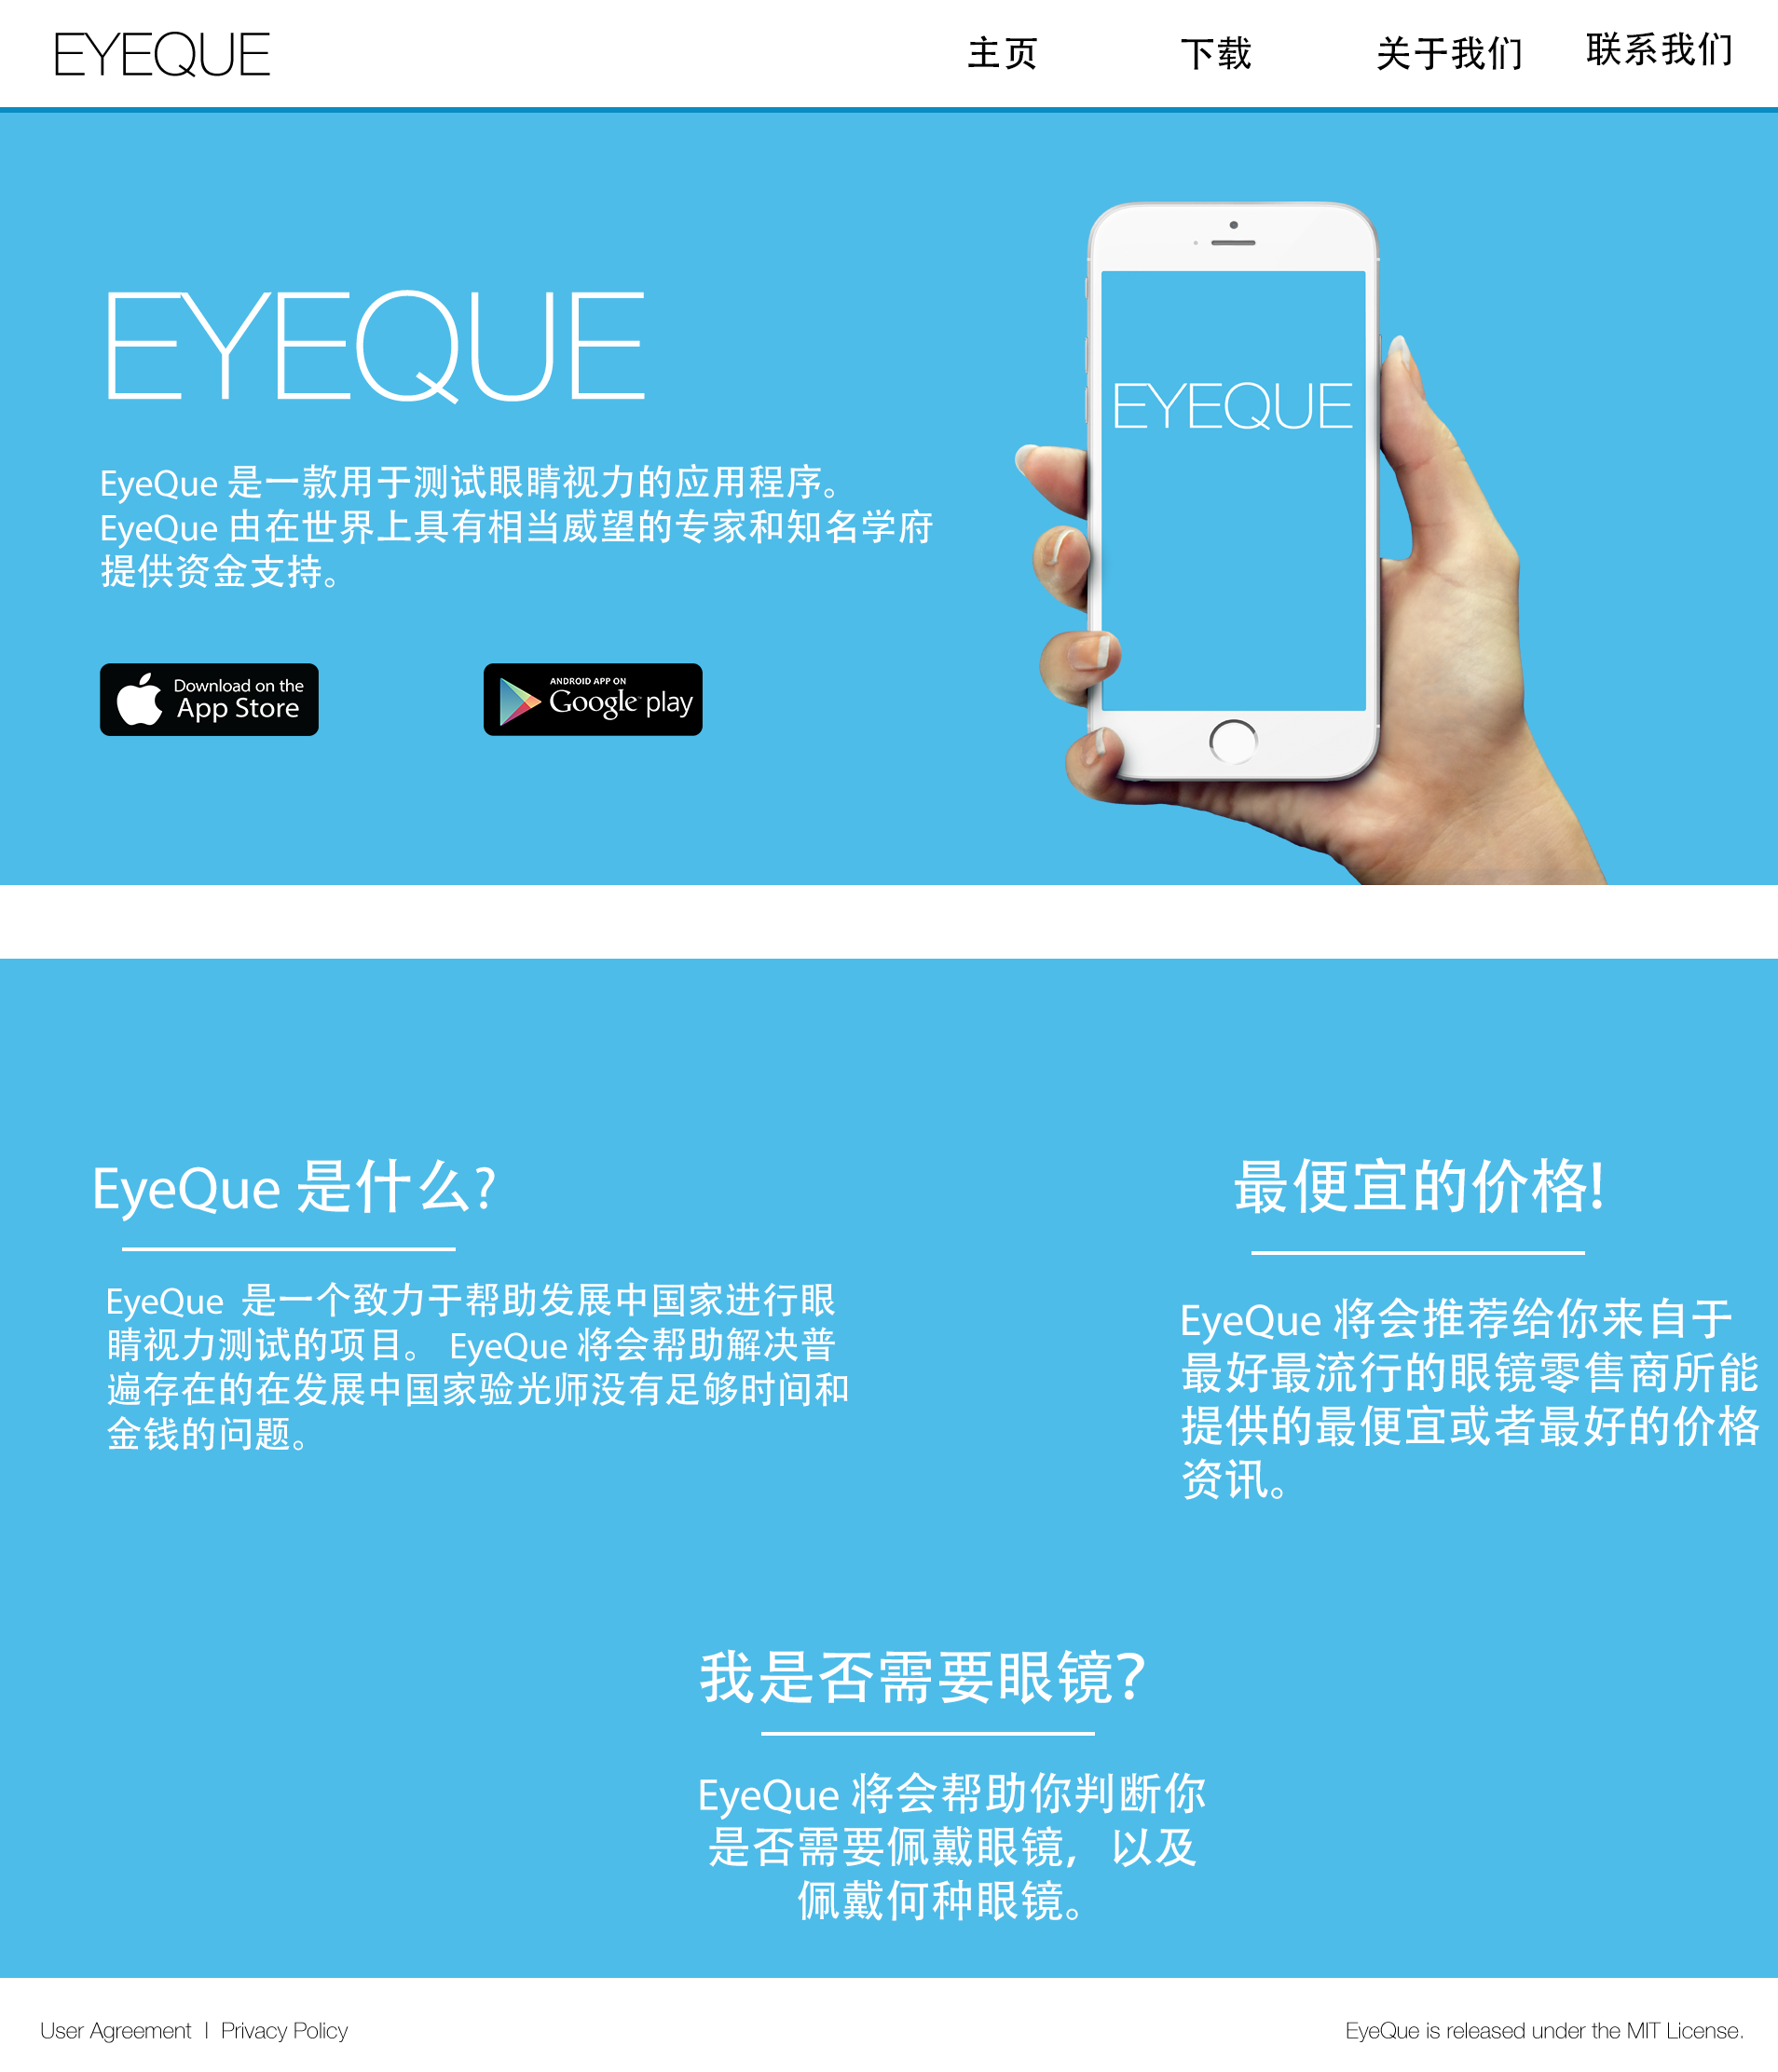 EYEQUE
主页 下载 关于我们 联系我们
EYEQUE
EyeQue 是一款用于测试眼睛视力的应用程序。
EyeQue 由在世界上具有相当威望的专家和知名学府
提供资金支持。
Download on the
App Store
ANDROID APP ON
Google play
EYEQUE
EyeQue 是什么?
EyeQue 是一个致力于帮助发展中国家进行眼
睛视力测试的项目。 EyeQue 将会帮助解决普
遍存在的在发展中国家验光师没有足够时间和
金钱的问题。
最便宜的价格!
EyeQue 将会推荐给你来自于
最好最流行的眼镜零售商所能
提供的最便宜或者最好的价格
资讯。
我是否需要眼镜?
EyeQue 将会帮助你判断你
是否需要佩戴眼镜，以及
佩戴何种眼镜。
User Agreement | Privacy Policy
EyeQue is released under the MIT License.